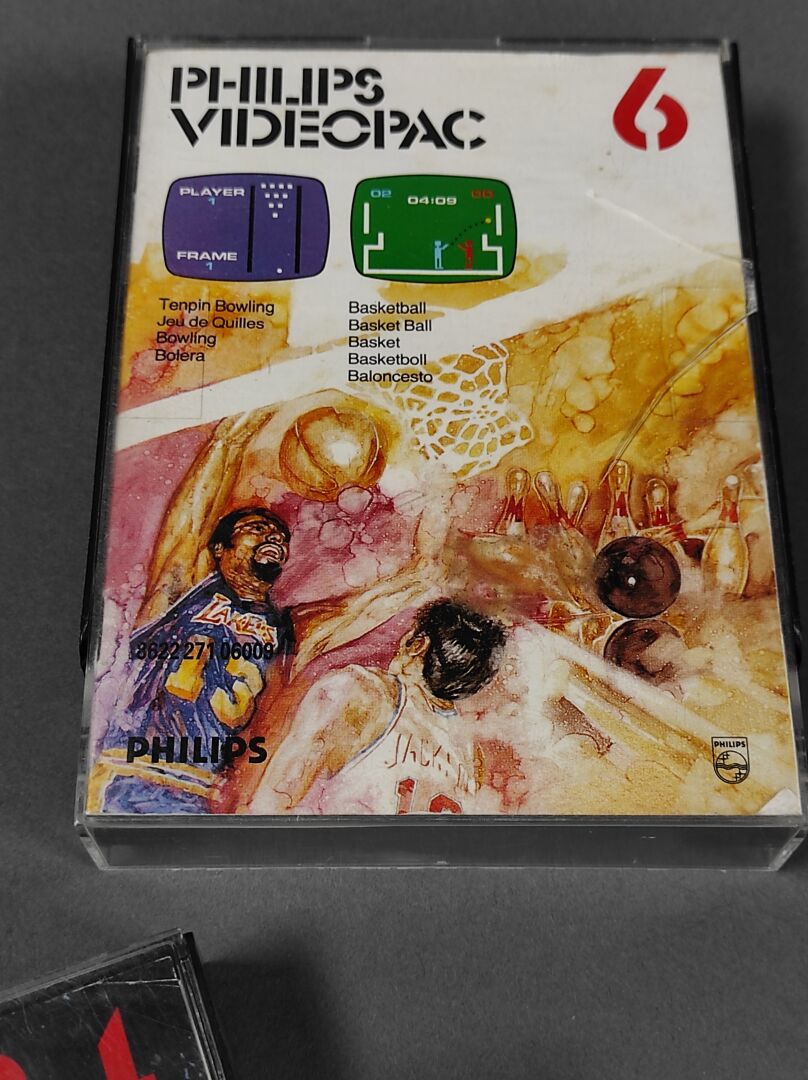 PHILIPS
VIDEOPAC
6
PLAYER
1
FRAME
1
02 04:09 00
Tenpin Bowling
Jeu de Quilles
Bowling
Bolera
Basketball
Basket Ball
Basket
Basketboll
Baloncesto
LAKERS
8622 271 06009
PHILIPS
PHILIPS